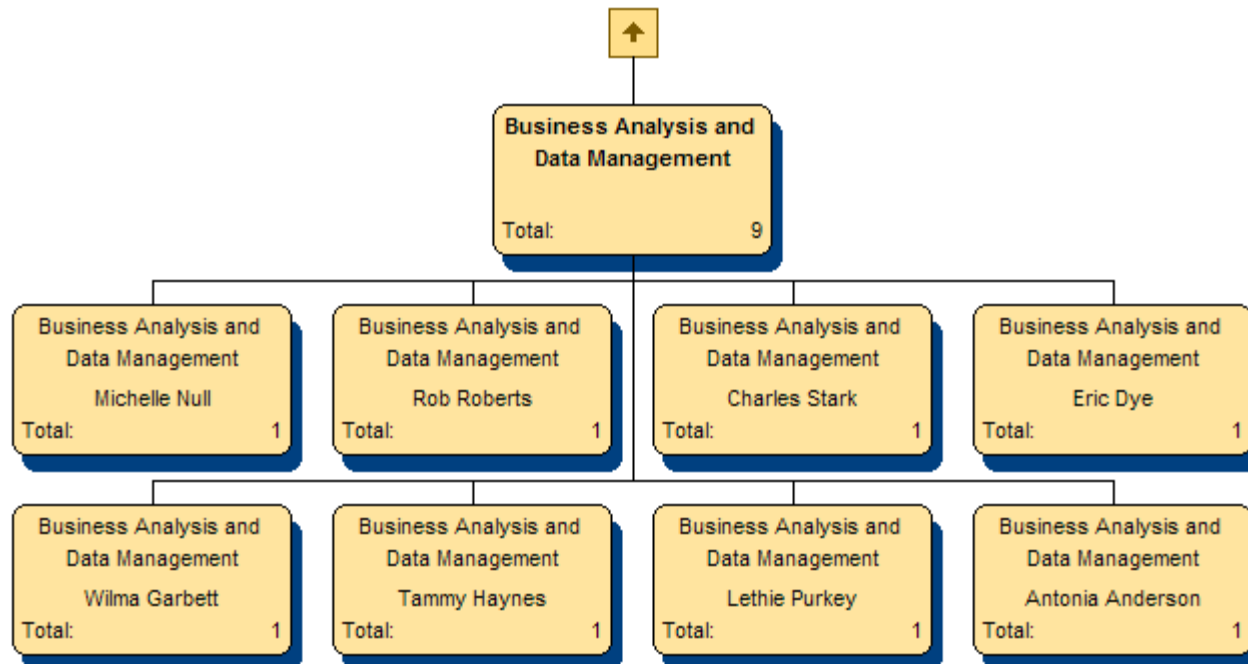 Business Analysis and
Data Management
Total: 9
Business Analysis and
Data Management
Michelle Null
Total: 1
Business Analysis and
Data Management
Rob Roberts
Total: 1
Business Analysis and
Data Management
Charles Stark
Total: 1
Business Analysis and
Data Management
Eric Dye
Total: 1
Business Analysis and
Data Management
Wilma Garbett
Total: 1
Business Analysis and
Data Management
Tammy Haynes
Total: 1
Business Analysis and
Data Management
Lethie Purkey
Total: 1
Business Analysis and
Data Management
Antonia Anderson
Total: 1